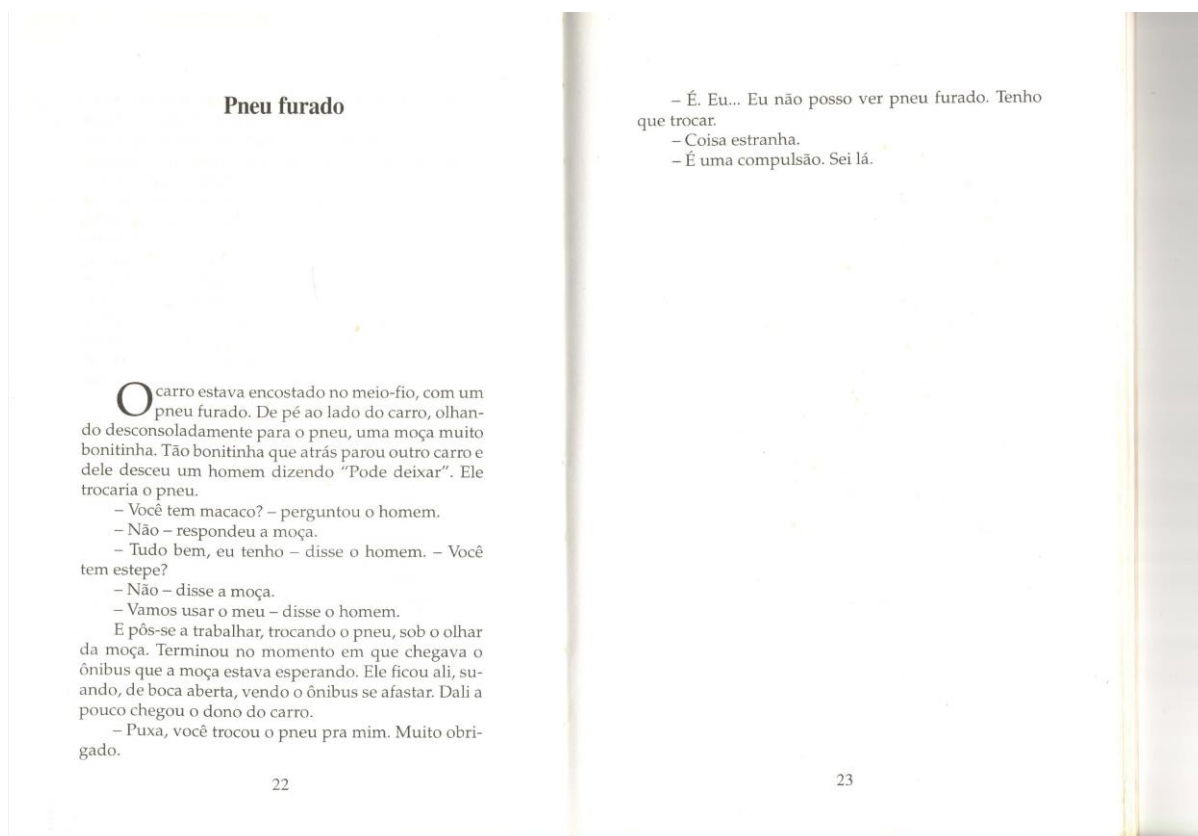 Pneu furado
O carro estava encostado no meio-fio, com um
pneu furado. De pé ao lado do carro, olhan-
do desconsoladamente para o pneu, uma moça muito
bonitinha. Tão bonitinha que atrás parou outro carro e
dele desceu um homem dizendo “Pode deixar”. Ele
trocaria o pneu.
– Você tem macaco? – perguntou o homem.
– Não – respondeu a moça.
– Tudo bem, eu tenho – disse o homem. – Você
tem estepe?
– Não – disse a moça.
– Vamos usar o meu – disse o homem.
E pôs-se a trabalhar, trocando o pneu, sob o olhar
da moça. Terminou no momento em que chegava o
ônibus que a moça estava esperando. Ele ficou ali, su-
ando, de boca aberta, vendo o ônibus se afastar. Dali a
pouco chegou o dono do carro.
– Puxa, você trocou o pneu pra mim. Muito obri-
gado.
22
– É. Eu... Eu não posso ver pneu furado. Tenho
que trocar.
– Coisa estranha.
– É uma compulsão. Sei lá.
23